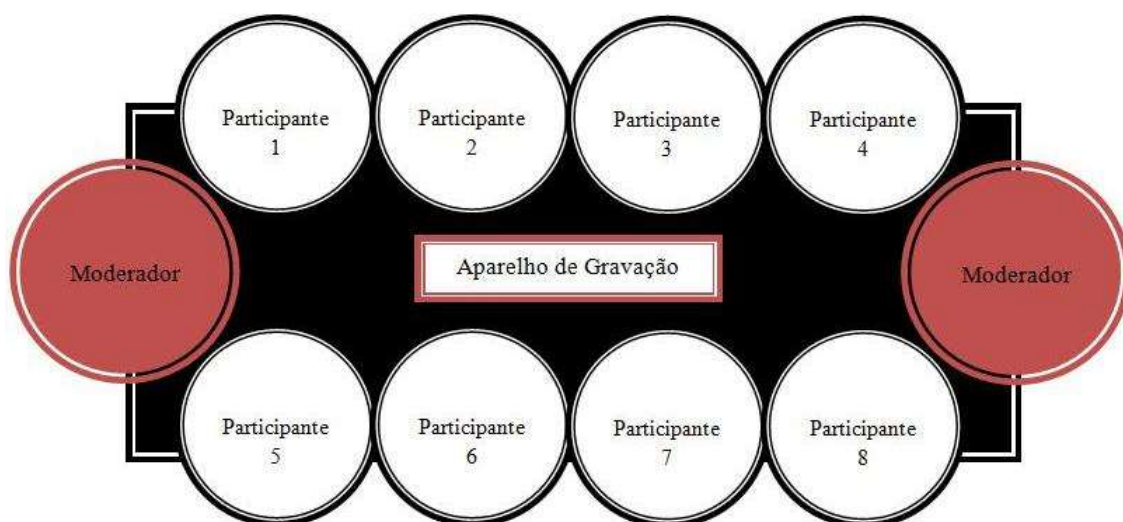 Participante
1
Participante
2
Participante
3
Participante
4
Moderador
Aparelho de Gravação
Moderador
Participante
5
Participante
6
Participante
7
Participante
8